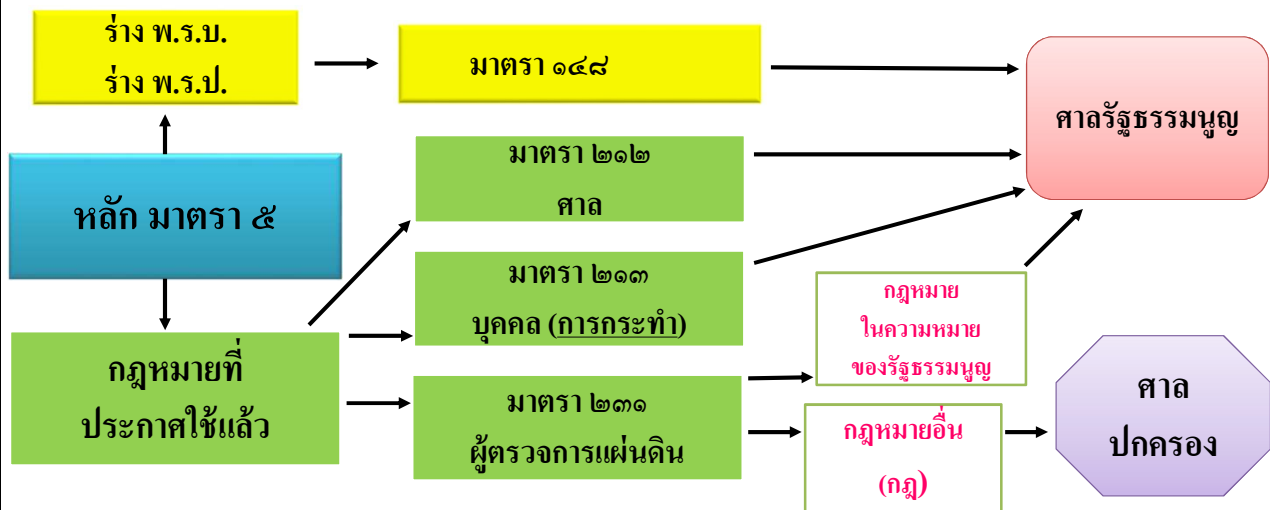 ร่าง พ.ร.บ.
ร่าง พ.ร.ป.
มาตรา ๑๔๘
ศาลรัฐธรรมนูญ
หลัก มาตรา ๕
มาตรา ๒๑๒
ศาล
มาตรา ๒๑๓
บุคคล (การกระทำ)
กฎหมาย
ในความหมาย
ของรัฐธรรมนูญ
กฎหมายที่
ประกาศใช้แล้ว
มาตรา ๒๓๑
ผู้ตรวจการแผ่นดิน
กฎหมายอื่น
(กฎ)
ศาล
ปกครอง